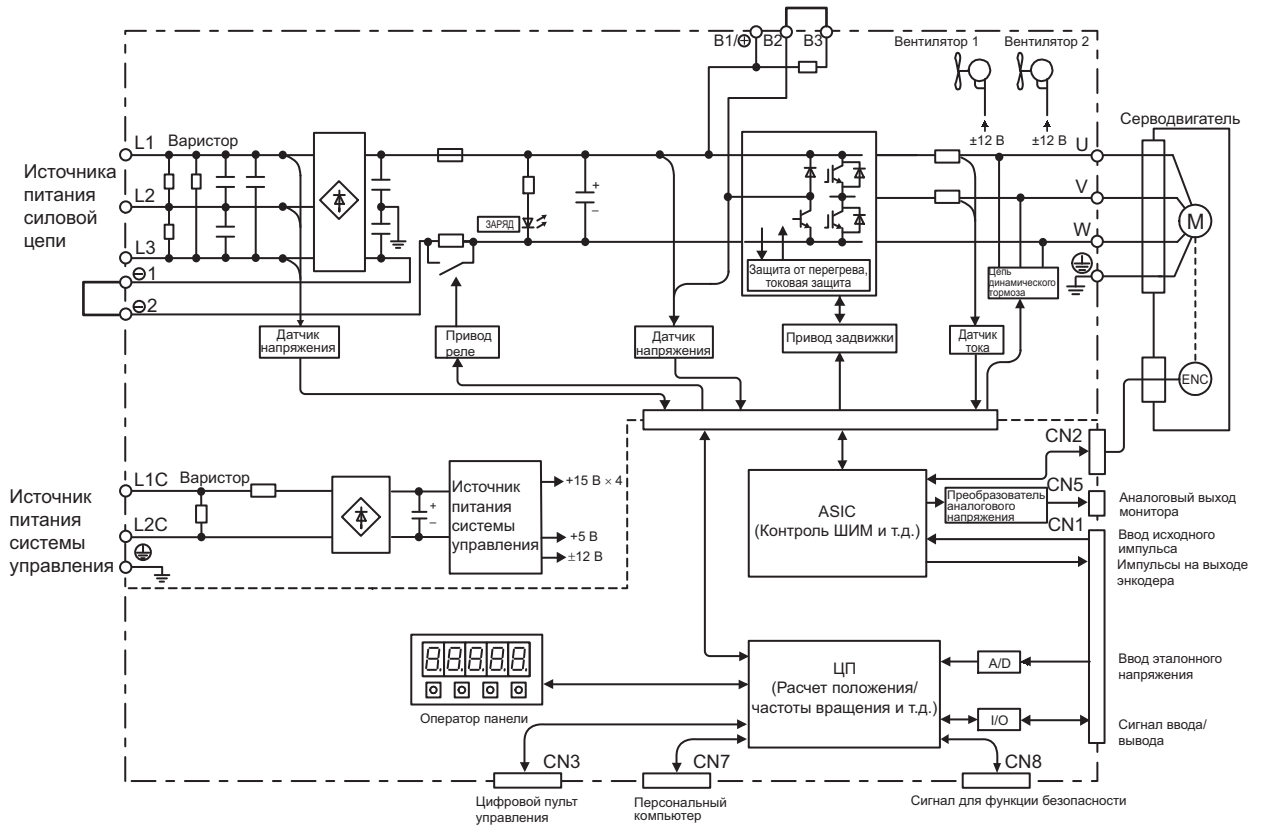 B1/⊕ B2 B3
Вентилятор 1 Вентилятор 2
±12 В ±12 В
Серводвигатель
L1 Варистор
U
Источника
питания
силовой
цепи
L2
V
ЗАРЯД
+
–
M
L3
W
⊖1
⊖2
Защита от перегрева,
токовая защита
Цепь
динамического
тормоза
Датчик
напряжения
Привод
реле
Датчик
напряжения
Привод задвижки
Датчик
тока
ENC
CN2
L1C Варистор
Источник
питания
системы
управления
L2C
+
–
Источник
питания
системы
управления
+15 В × 4
+5 В
±12 В
ASIC
(Контроль ШИМ и т.д.)
CN5
Преобразователь
аналогового
напряжения
Аналоговый выход
монитора
CN1
Ввод исходного
импульса
Импульсы на выходе
энкодера
8.8.8.8.8.
Оператор панели
ЦП
(Расчет положения/
частоты вращения и т.д.)
A/D
Ввод эталонного
напряжения
I/O
Сигнал ввода/
вывода
CN3
Цифровой пульт
управления
CN7
Персональный
компьютер
CN8
Сигнал для функции безопасности